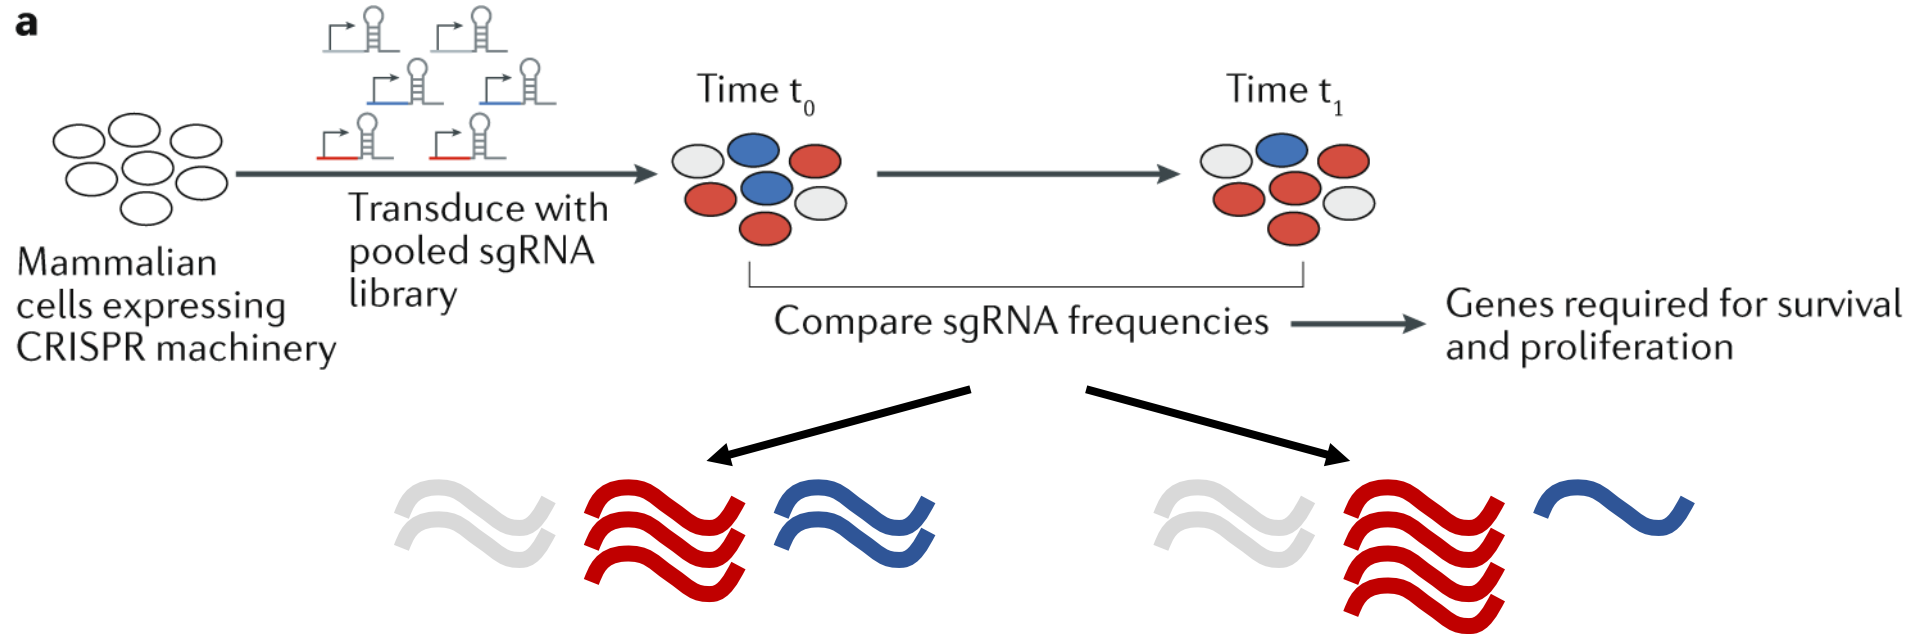 a
Time t0
Time t1
Transduce with
pooled sgRNA
library
Mammalian
cells expressing
CRISPR machinery
Compare sgRNA frequencies
Genes required for survival
and proliferation